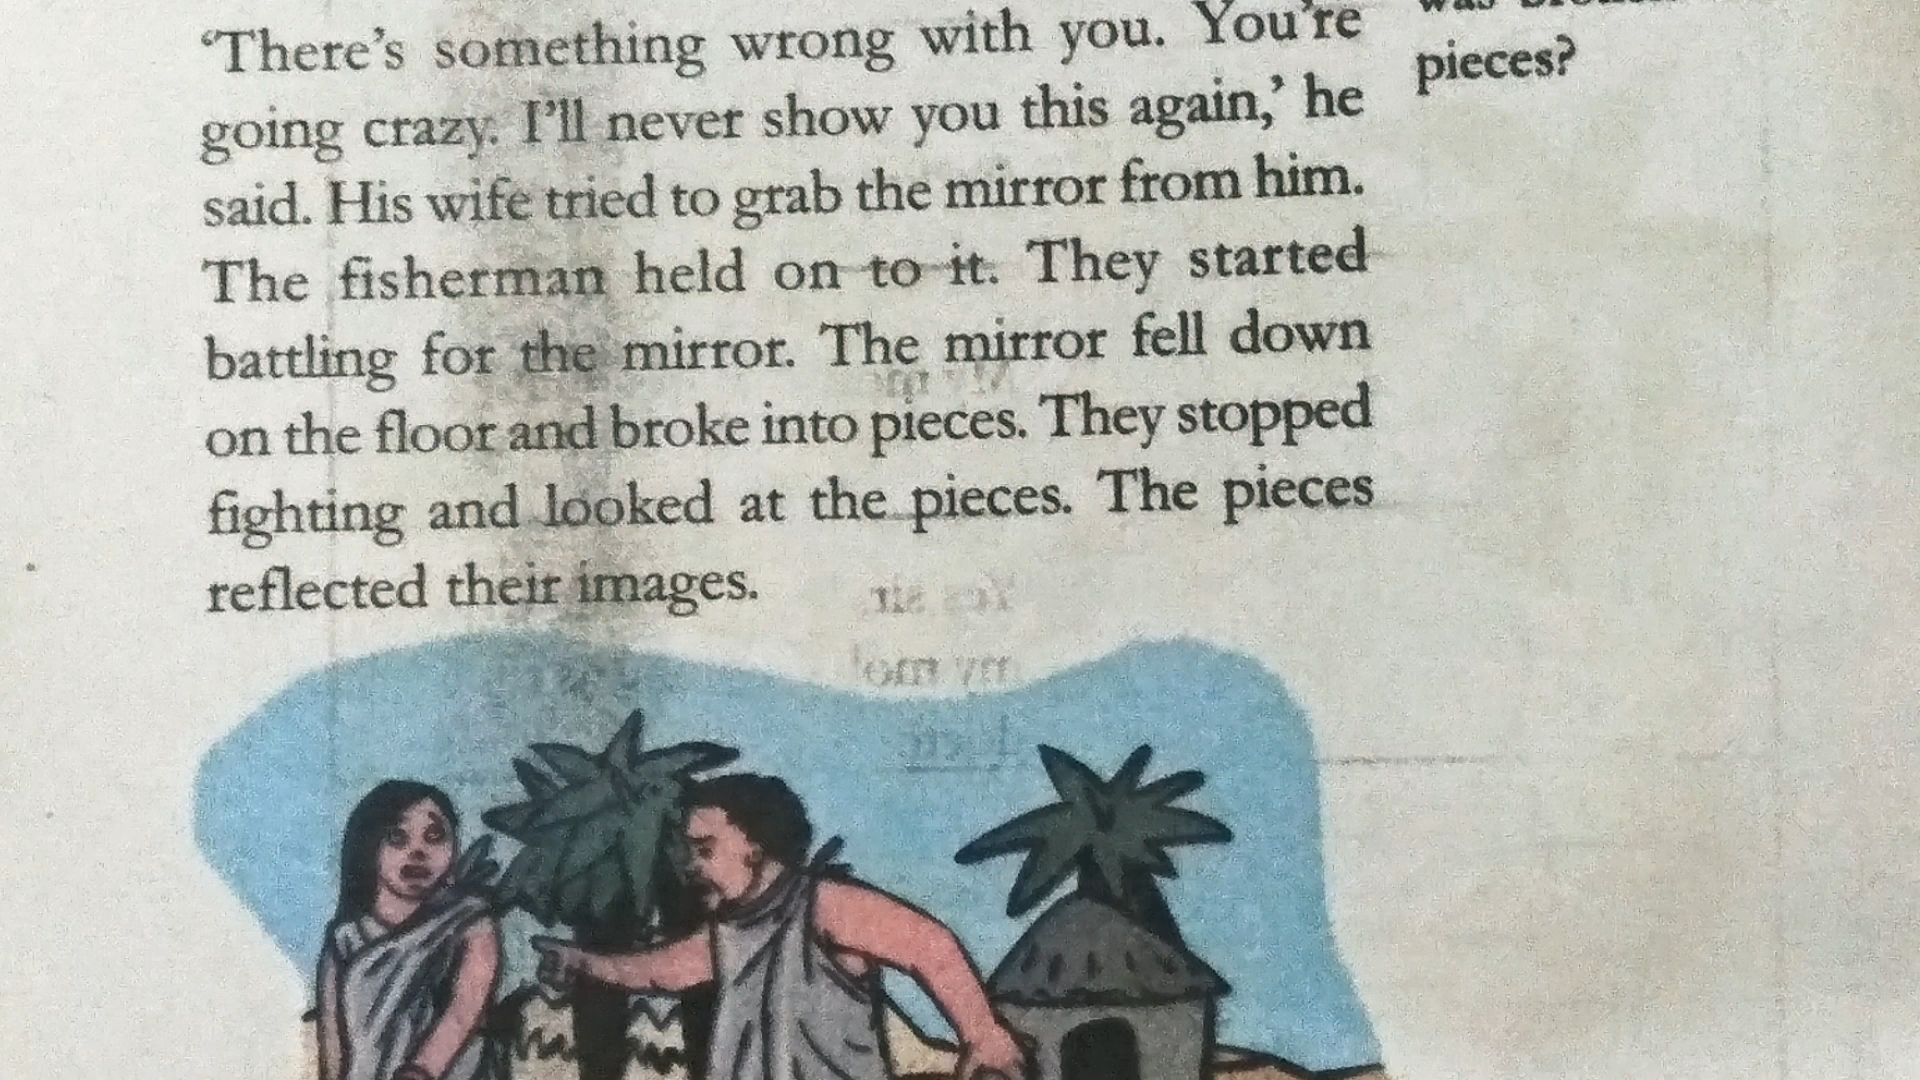 ‘There’s something wrong with you. You’re
going crazy. I’ll never show you this again,’ he
said. His wife tried to grab the mirror from him.
The fisherman held on to it. They started
battling for the mirror. The mirror fell down
on the floor and broke into pieces. They stopped
fighting and looked at the pieces. The pieces
reflected their images.
pieces?